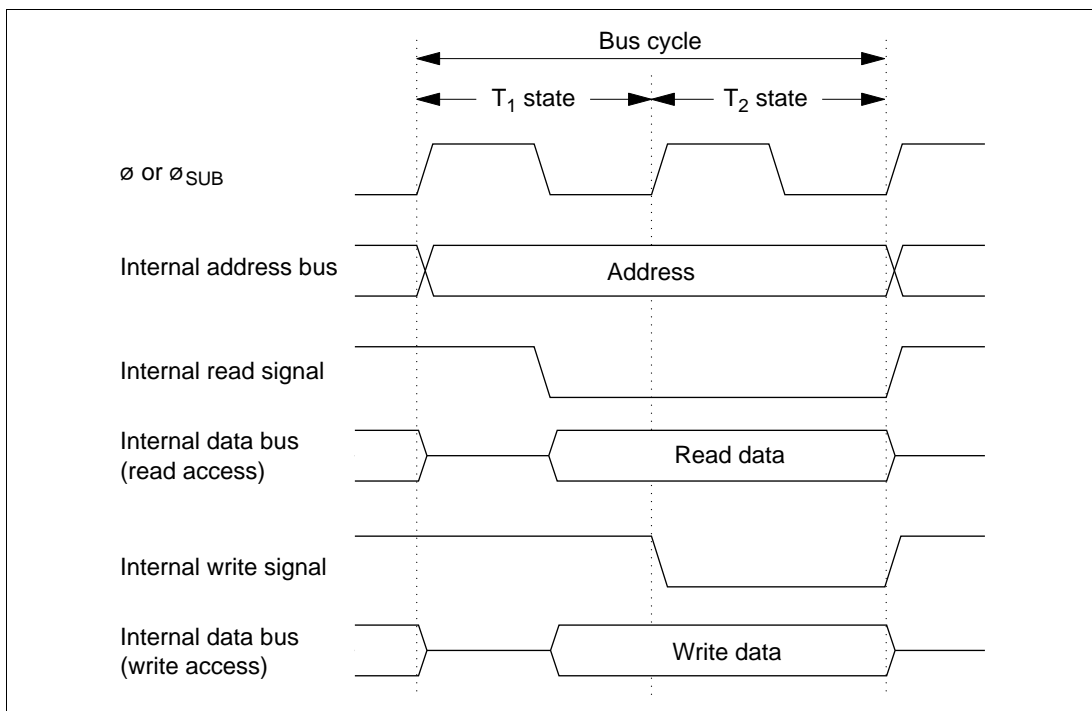 Bus cycle
T₁ state
T₂ state
ø or ø_SUB
Internal address bus
Address
Internal read signal
Internal data bus
(read access)
Read data
Internal write signal
Internal data bus
(write access)
Write data